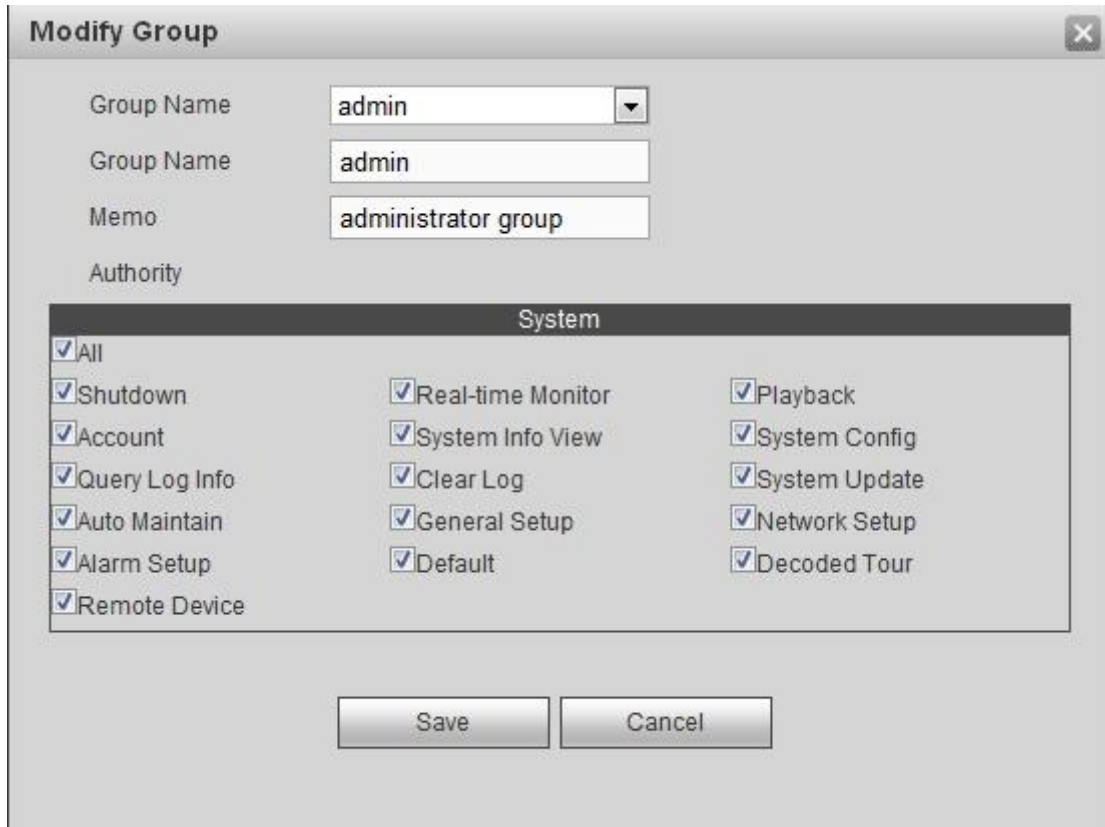 Modify Group
Group Name admin
Group Name admin
Memo administrator group
Authority
System
All
Shutdown Real-time Monitor Playback
Account System Info View System Config
Query Log Info Clear Log System Update
Auto Maintain General Setup Network Setup
Alarm Setup Default Decoded Tour
Remote Device
Save Cancel